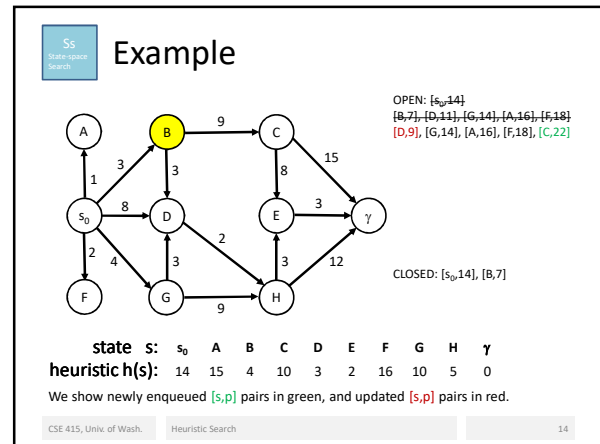 Ss
State-space
Search
Example
OPEN: [s₀,14]
[B,7], [D,11], [G,14], [A,16], [F,18]
[D,9], [G,14], [A,16], [F,18], [C,22]
A
B
9
C
3
3
8
15
1
s₀
8
D
E
3
γ
2
4
2
3
3
12
F
G
9
H
CLOSED: [s₀,14], [B,7]
state s: s₀ A B C D E F G H γ
heuristic h(s): 14 15 4 10 3 2 16 10 5 0
We show newly enqueued [s,p] pairs in green, and updated [s,p] pairs in red.
CSE 415, Univ. of Wash. Heuristic Search 14